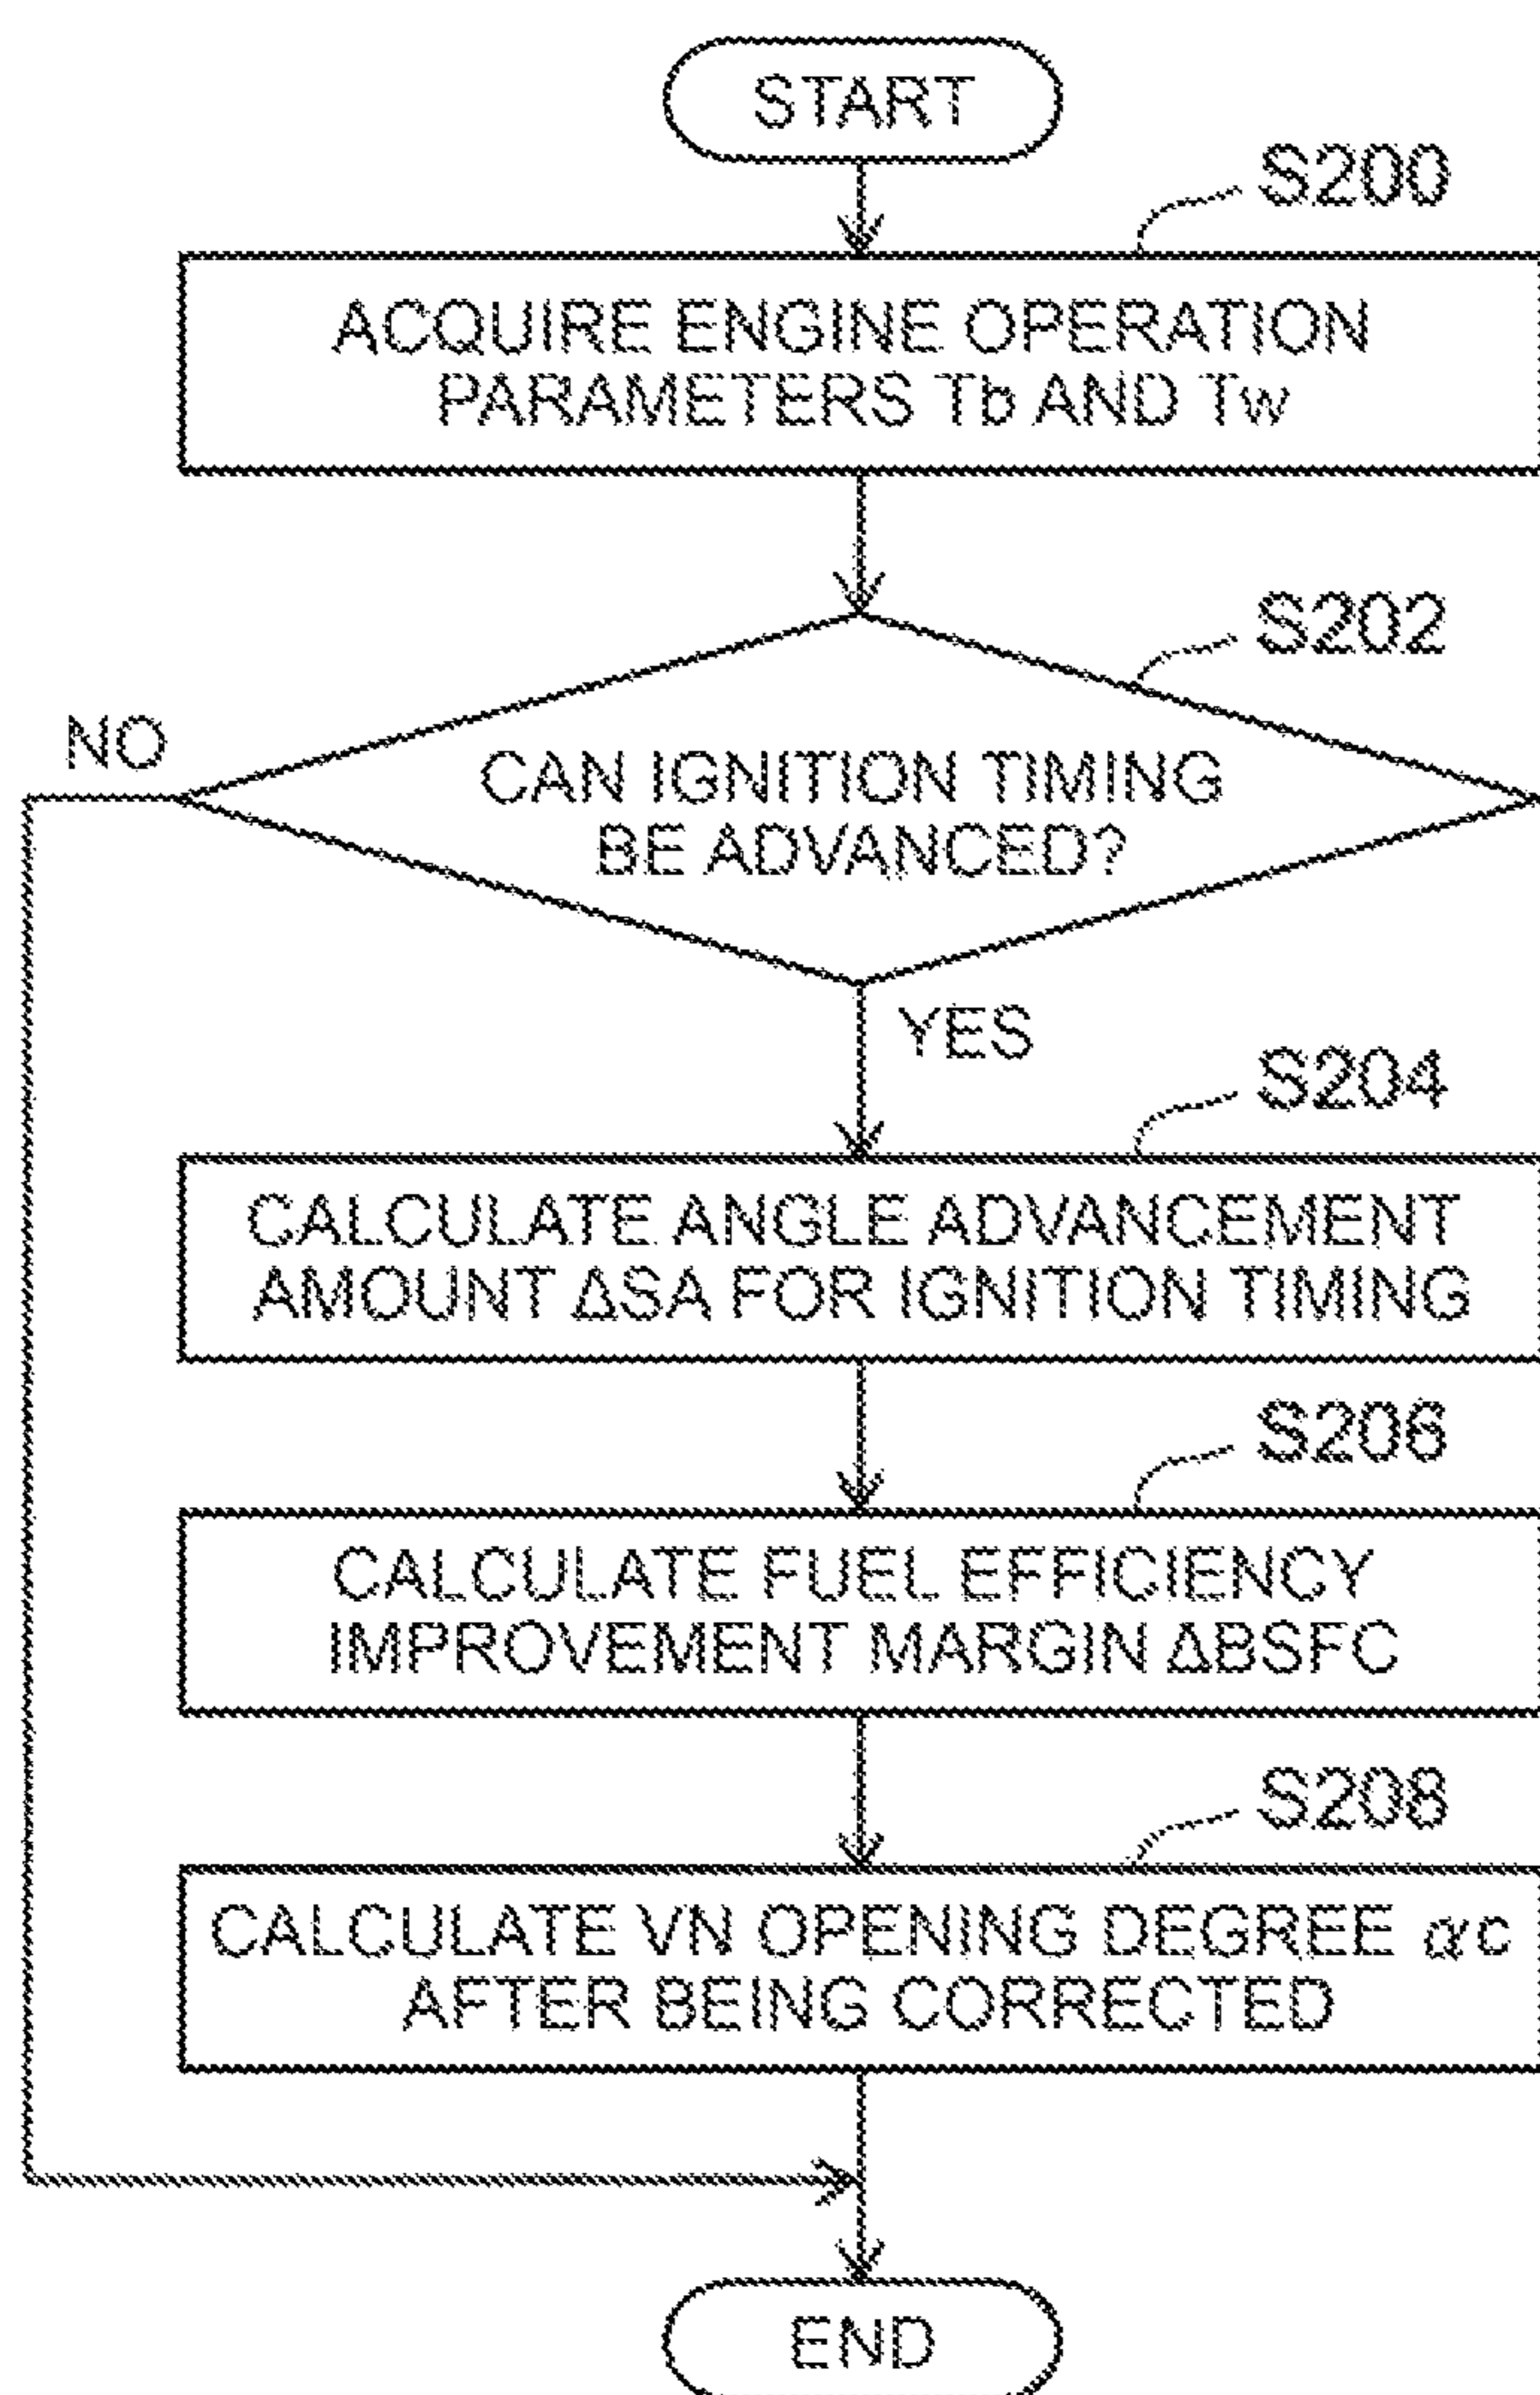 START
S200
ACQUIRE ENGINE OPERATION
PARAMETERS Tb AND Tw
S202
NO
CAN IGNITION TIMING
BE ADVANCED?
YES
S204
CALCULATE ANGLE ADVANCEMENT
AMOUNT ΔSA FOR IGNITION TIMING
S206
CALCULATE FUEL EFFICIENCY
IMPROVEMENT MARGIN ΔBSFC
S208
CALCULATE VN OPENING DEGREE αc
AFTER BEING CORRECTED
END